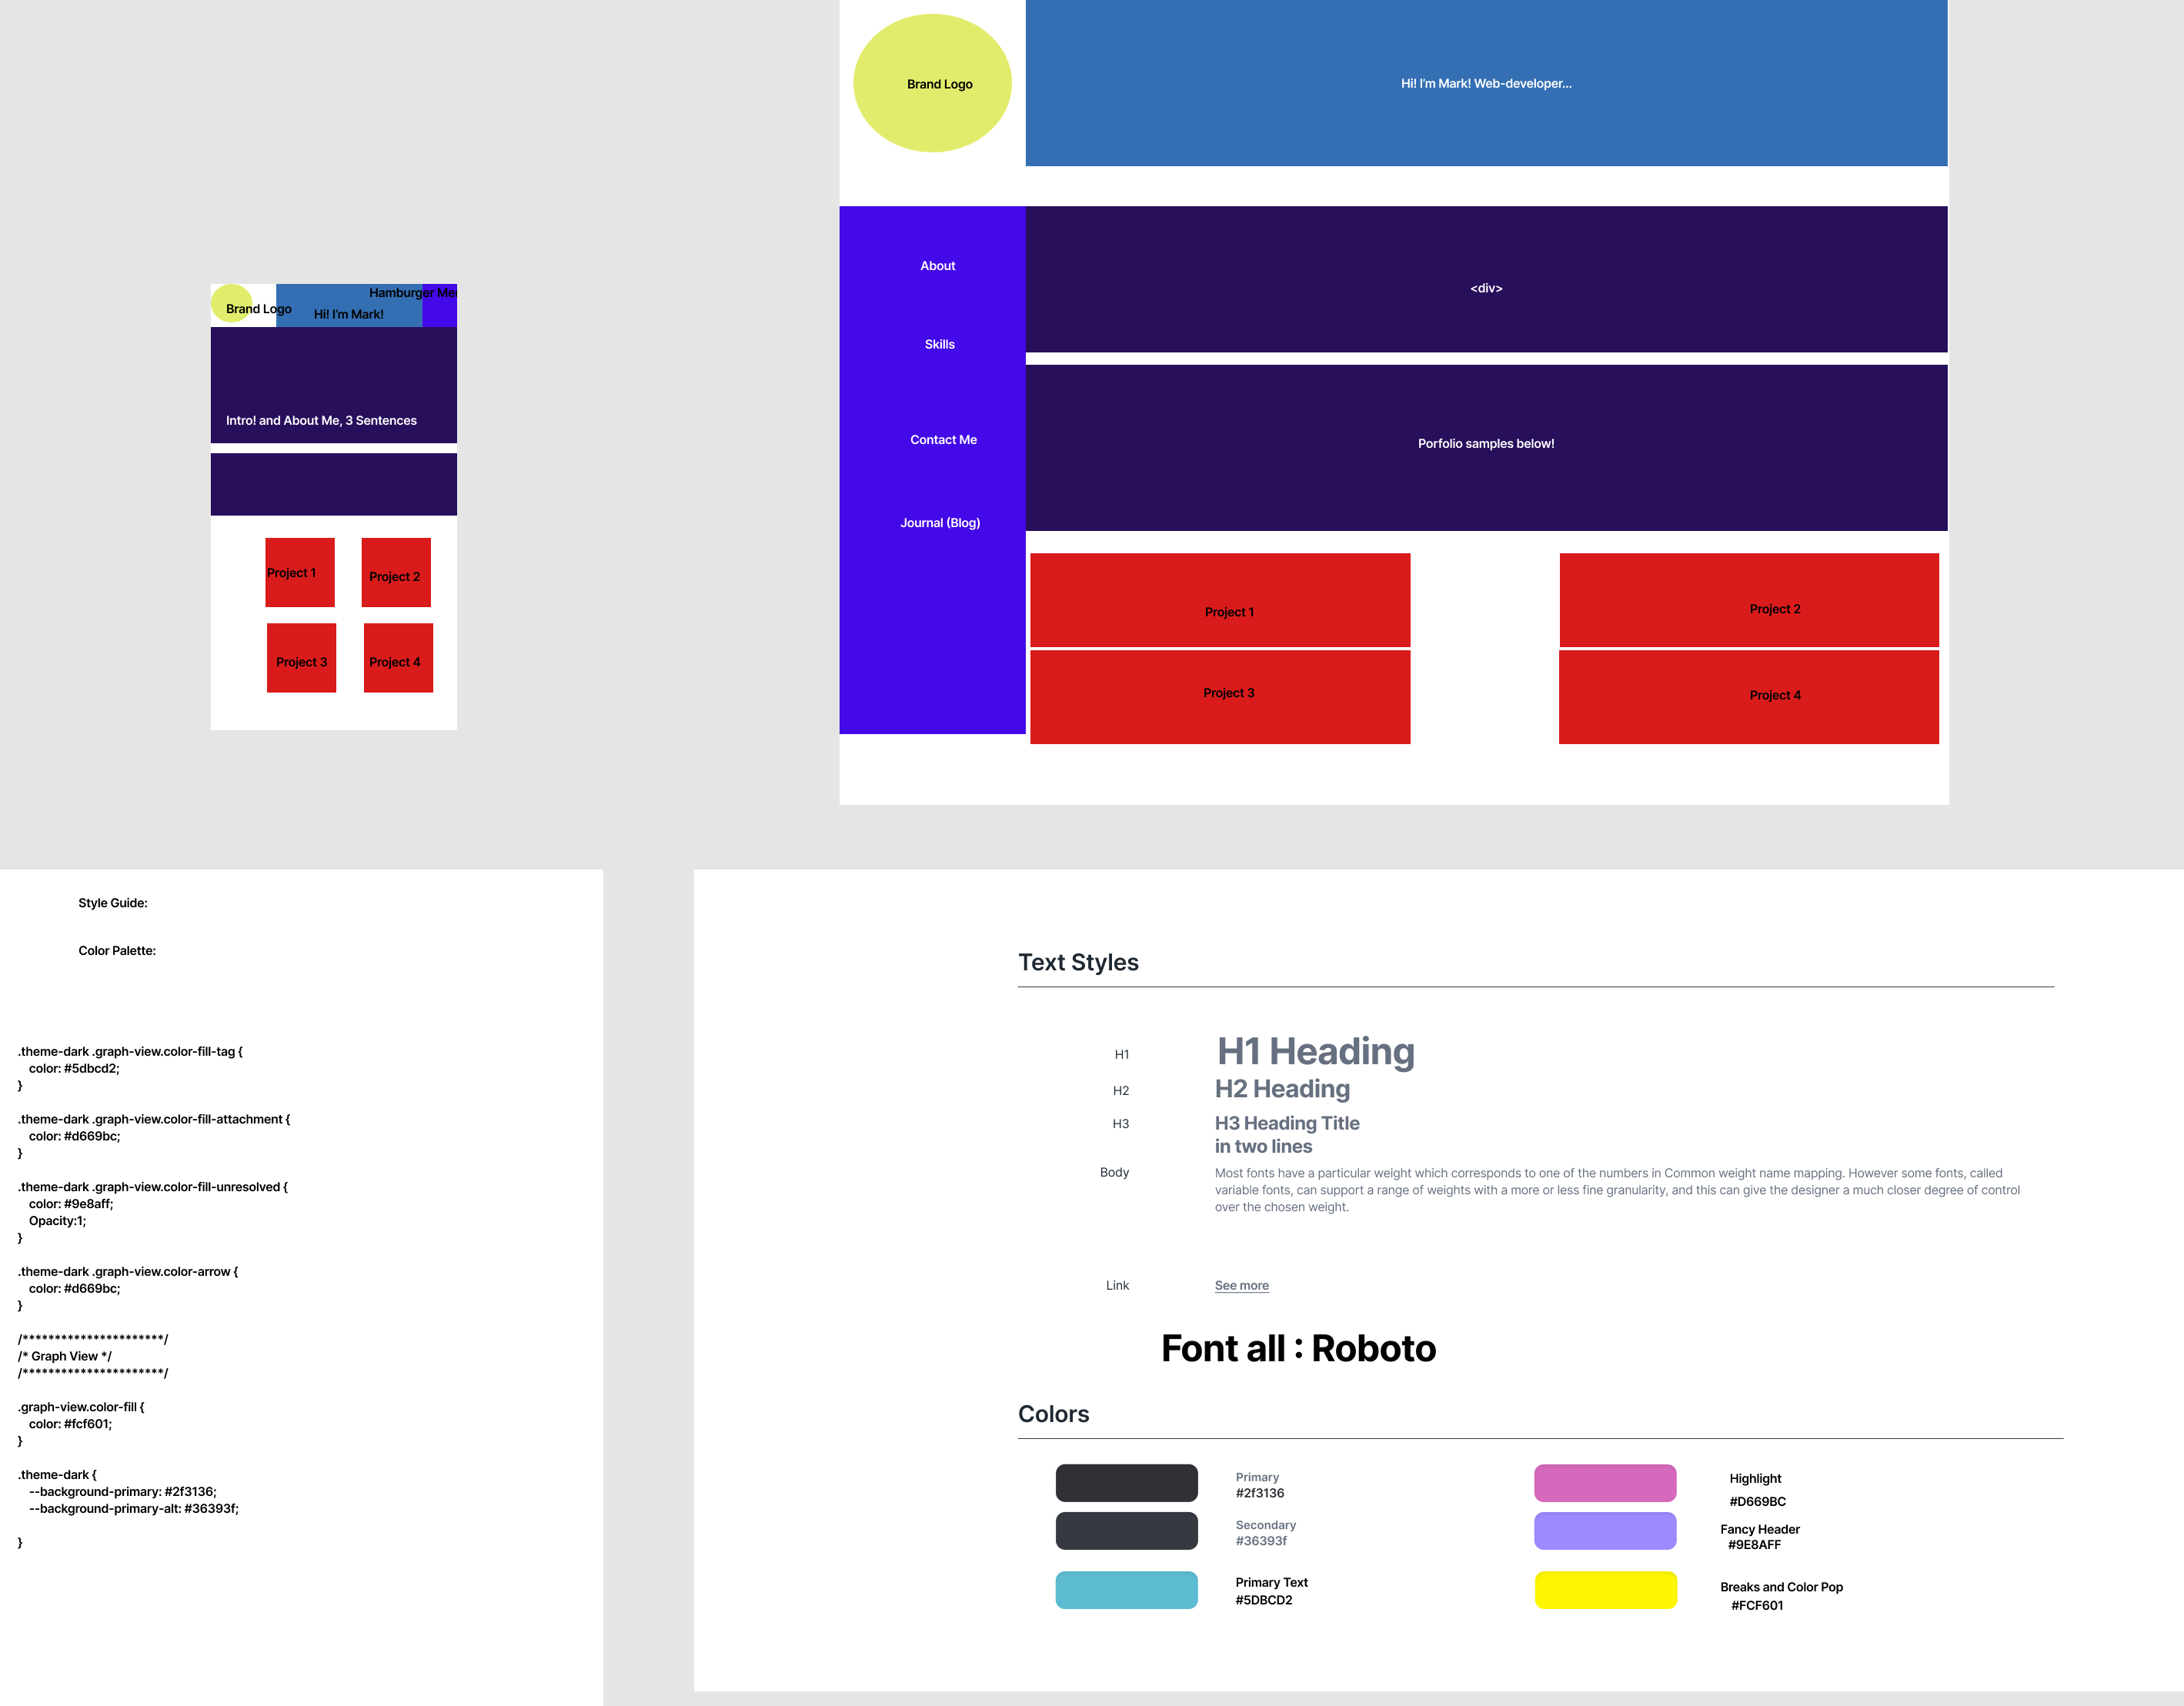 Brand Logo
Hi! I'm Mark! Web-developer...
About
Skills
Contact Me
Journal (Blog)
<div>
Porfolio samples below!
Project 1
Project 2
Project 3
Project 4
Brand Logo
Hi! I'm Mark!
Hamburger
Intro! and About Me, 3 Sentences
Project 1
Project 2
Project 3
Project 4
Style Guide:
Color Palette:
.theme-dark .graph-view.color-fill-tag {
color: #5dbcd2;
}
.theme-dark .graph-view.color-fill-attachment {
color: #d669bc;
}
.theme-dark .graph-view.color-fill-unresolved {
color: #9e8aff;
Opacity:1;
}
.theme-dark .graph-view.color-arrow {
color: #d669bc;
}
/**********************/
/* Graph View */
/**********************/
.graph-view.color-fill {
color: #fcf601;
}
.theme-dark {
--background-primary: #2f3136;
--background-primary-alt: #36393f;
}
Text Styles
H1
H1 Heading
H2
H2 Heading
H3
H3 Heading Title
in two lines
Body
Most fonts have a particular weight which corresponds to one of the numbers in Common weight name mapping. However some fonts, called
variable fonts, can support a range of weights with a more or less fine granularity, and this can give the designer a much closer degree of control
over the chosen weight.
Link
See more
Font all : Roboto
Colors
Primary
#2f3136
Secondary
#36393f
Primary Text
#5DBCD2
Highlight
#D669BC
Fancy Header
#9E8AFF
Breaks and Color Pop
#FCF601